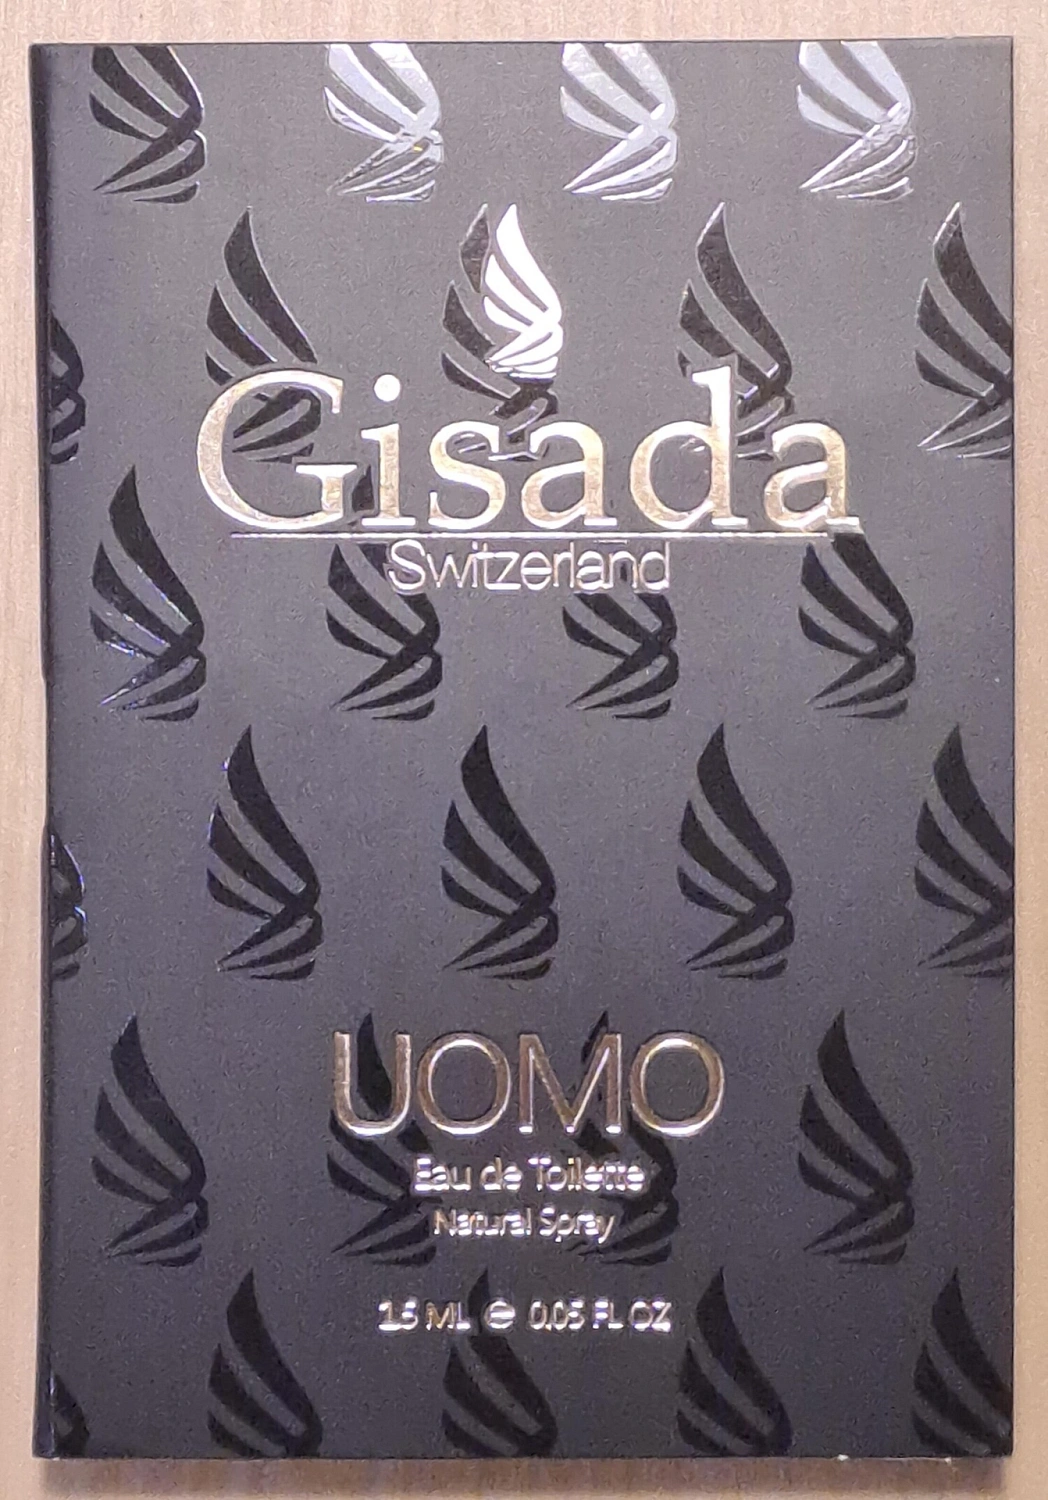 Gisada
Switzerland
UOMO
Eau de Toilette
Natural Spray
1.5 ML ℮ 0.05 FL OZ